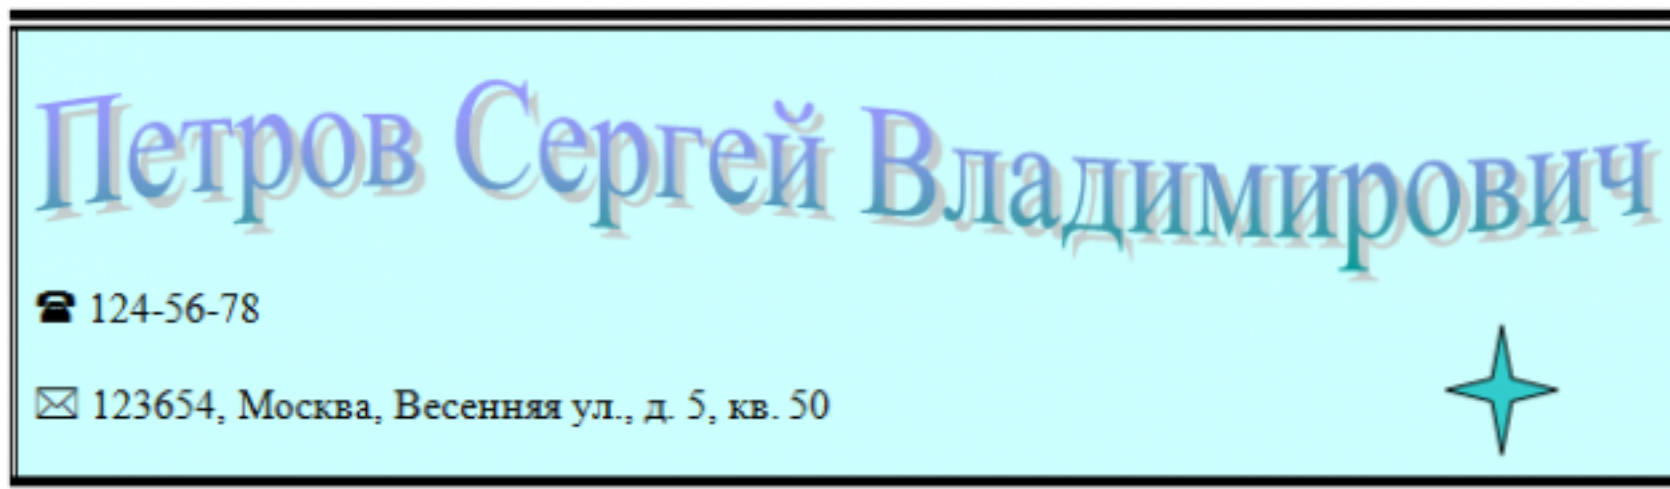 Петров Сергей Владимирович
☎ 124-56-78
✉ 123654, Москва, Весенняя ул., д. 5, кв. 50